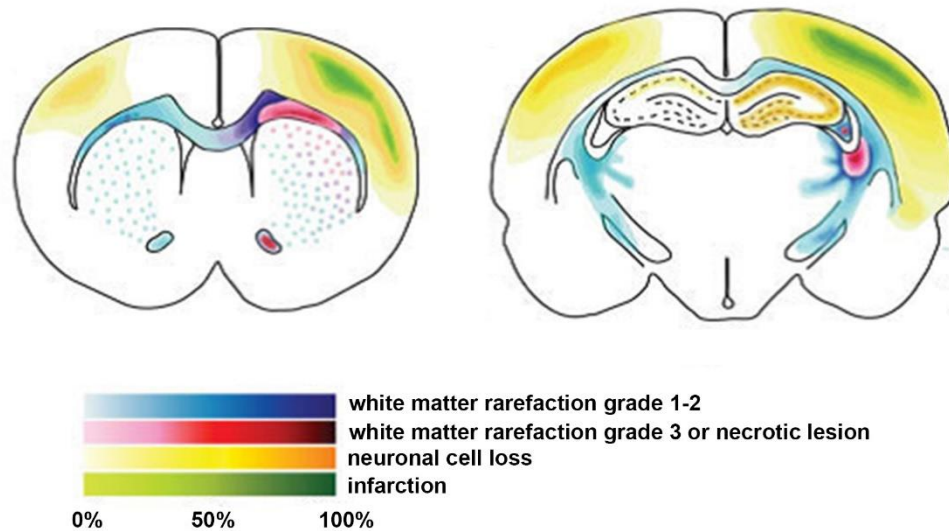 white matter rarefaction grade 1-2
white matter rarefaction grade 3 or necrotic lesion
neuronal cell loss
infarction
0% 50% 100%